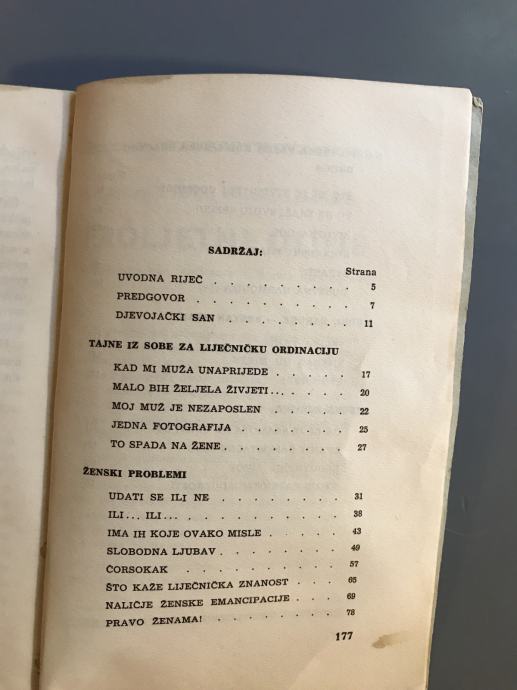 SADRŽAJ:
Strana
UVODNA RIJEČ . . . . . . . . 5
PREDGOVOR . . . . . . . . 7
DJEVOJAČKI SAN . . . . . . . 11
TAJNE IZ SOBE ZA LIJEČNIČKU ORDINACIJU
KAD MI MUŽA UNAPRIJEDE . . . . . 17
MALO BIH ŽELJELA ŽIVJETI... . . . . 20
MOJ MUŽ JE NEZAPOSLEN . . . . . 22
JEDNA FOTOGRAFIJA . . . . . . 25
TO SPADA NA ŽENE . . . . . . . 27
ŽENSKI PROBLEMI
UDATI SE ILI NE . . . . . . . 31
ILI... ILI... . . . . . . . . 38
IMA IH KOJE OVAKO MISLE . . . . . 43
SLOBODNA LJUBAV . . . . . . . 49
ĆORSOKAK . . . . . . . . 57
ŠTO KAŽE LIJEČNIČKA ZNANOST . . . . 65
NALIČJE ŽENSKE EMANCIPACIJE . . . . 69
PRAVO ŽENAMA! . . . . . . . 78
177